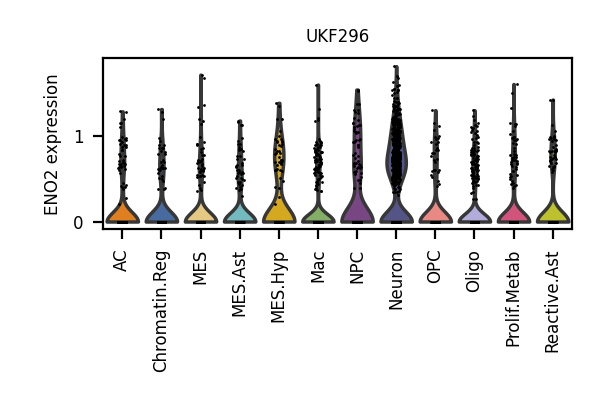 UKF296
ENO2 expression
1
0
AC
Chromatin.Reg
MES
MES.Ast
MES.Hyp
Mac
NPC
Neuron
OPC
Oligo
Prolif.Metab
Reactive.Ast